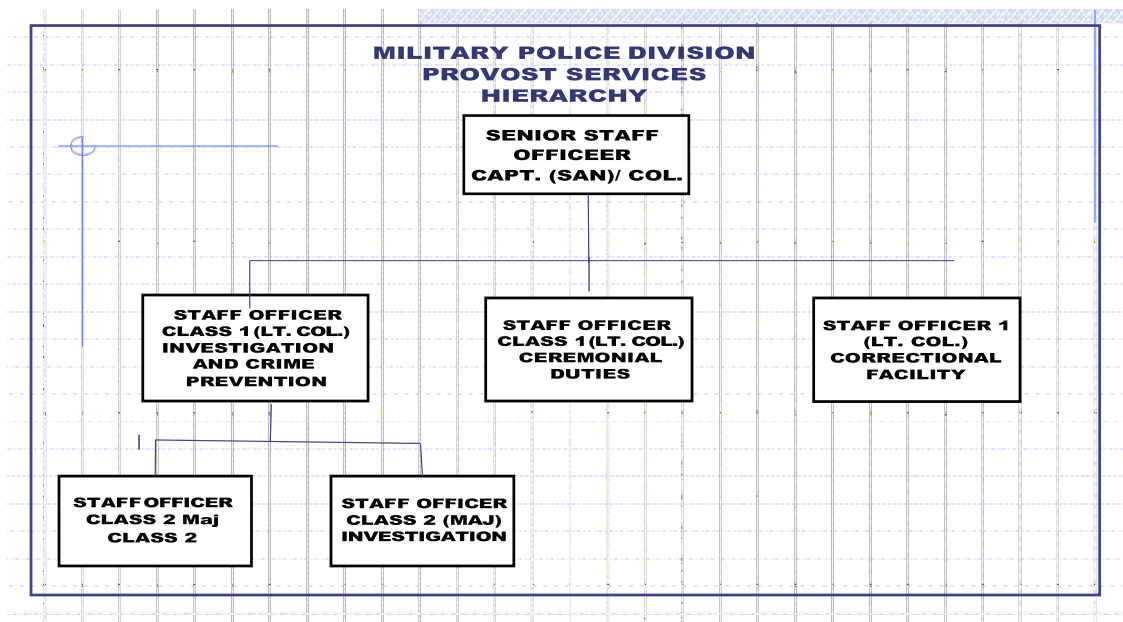 MILITARY POLICE DIVISION
PROVOST SERVICES
HIERARCHY
SENIOR STAFF
OFFICEER
CAPT. (SAN)/ COL.
STAFF OFFICER
CLASS 1(LT. COL.)
INVESTIGATION
AND CRIME
PREVENTION
STAFF OFFICER
CLASS 1(LT. COL.)
CEREMONIAL
DUTIES
STAFF OFFICER 1
(LT. COL.)
CORRECTIONAL
FACILITY
STAFF OFFICER
CLASS 2 Maj
CLASS 2
STAFF OFFICER
CLASS 2 (MAJ)
INVESTIGATION